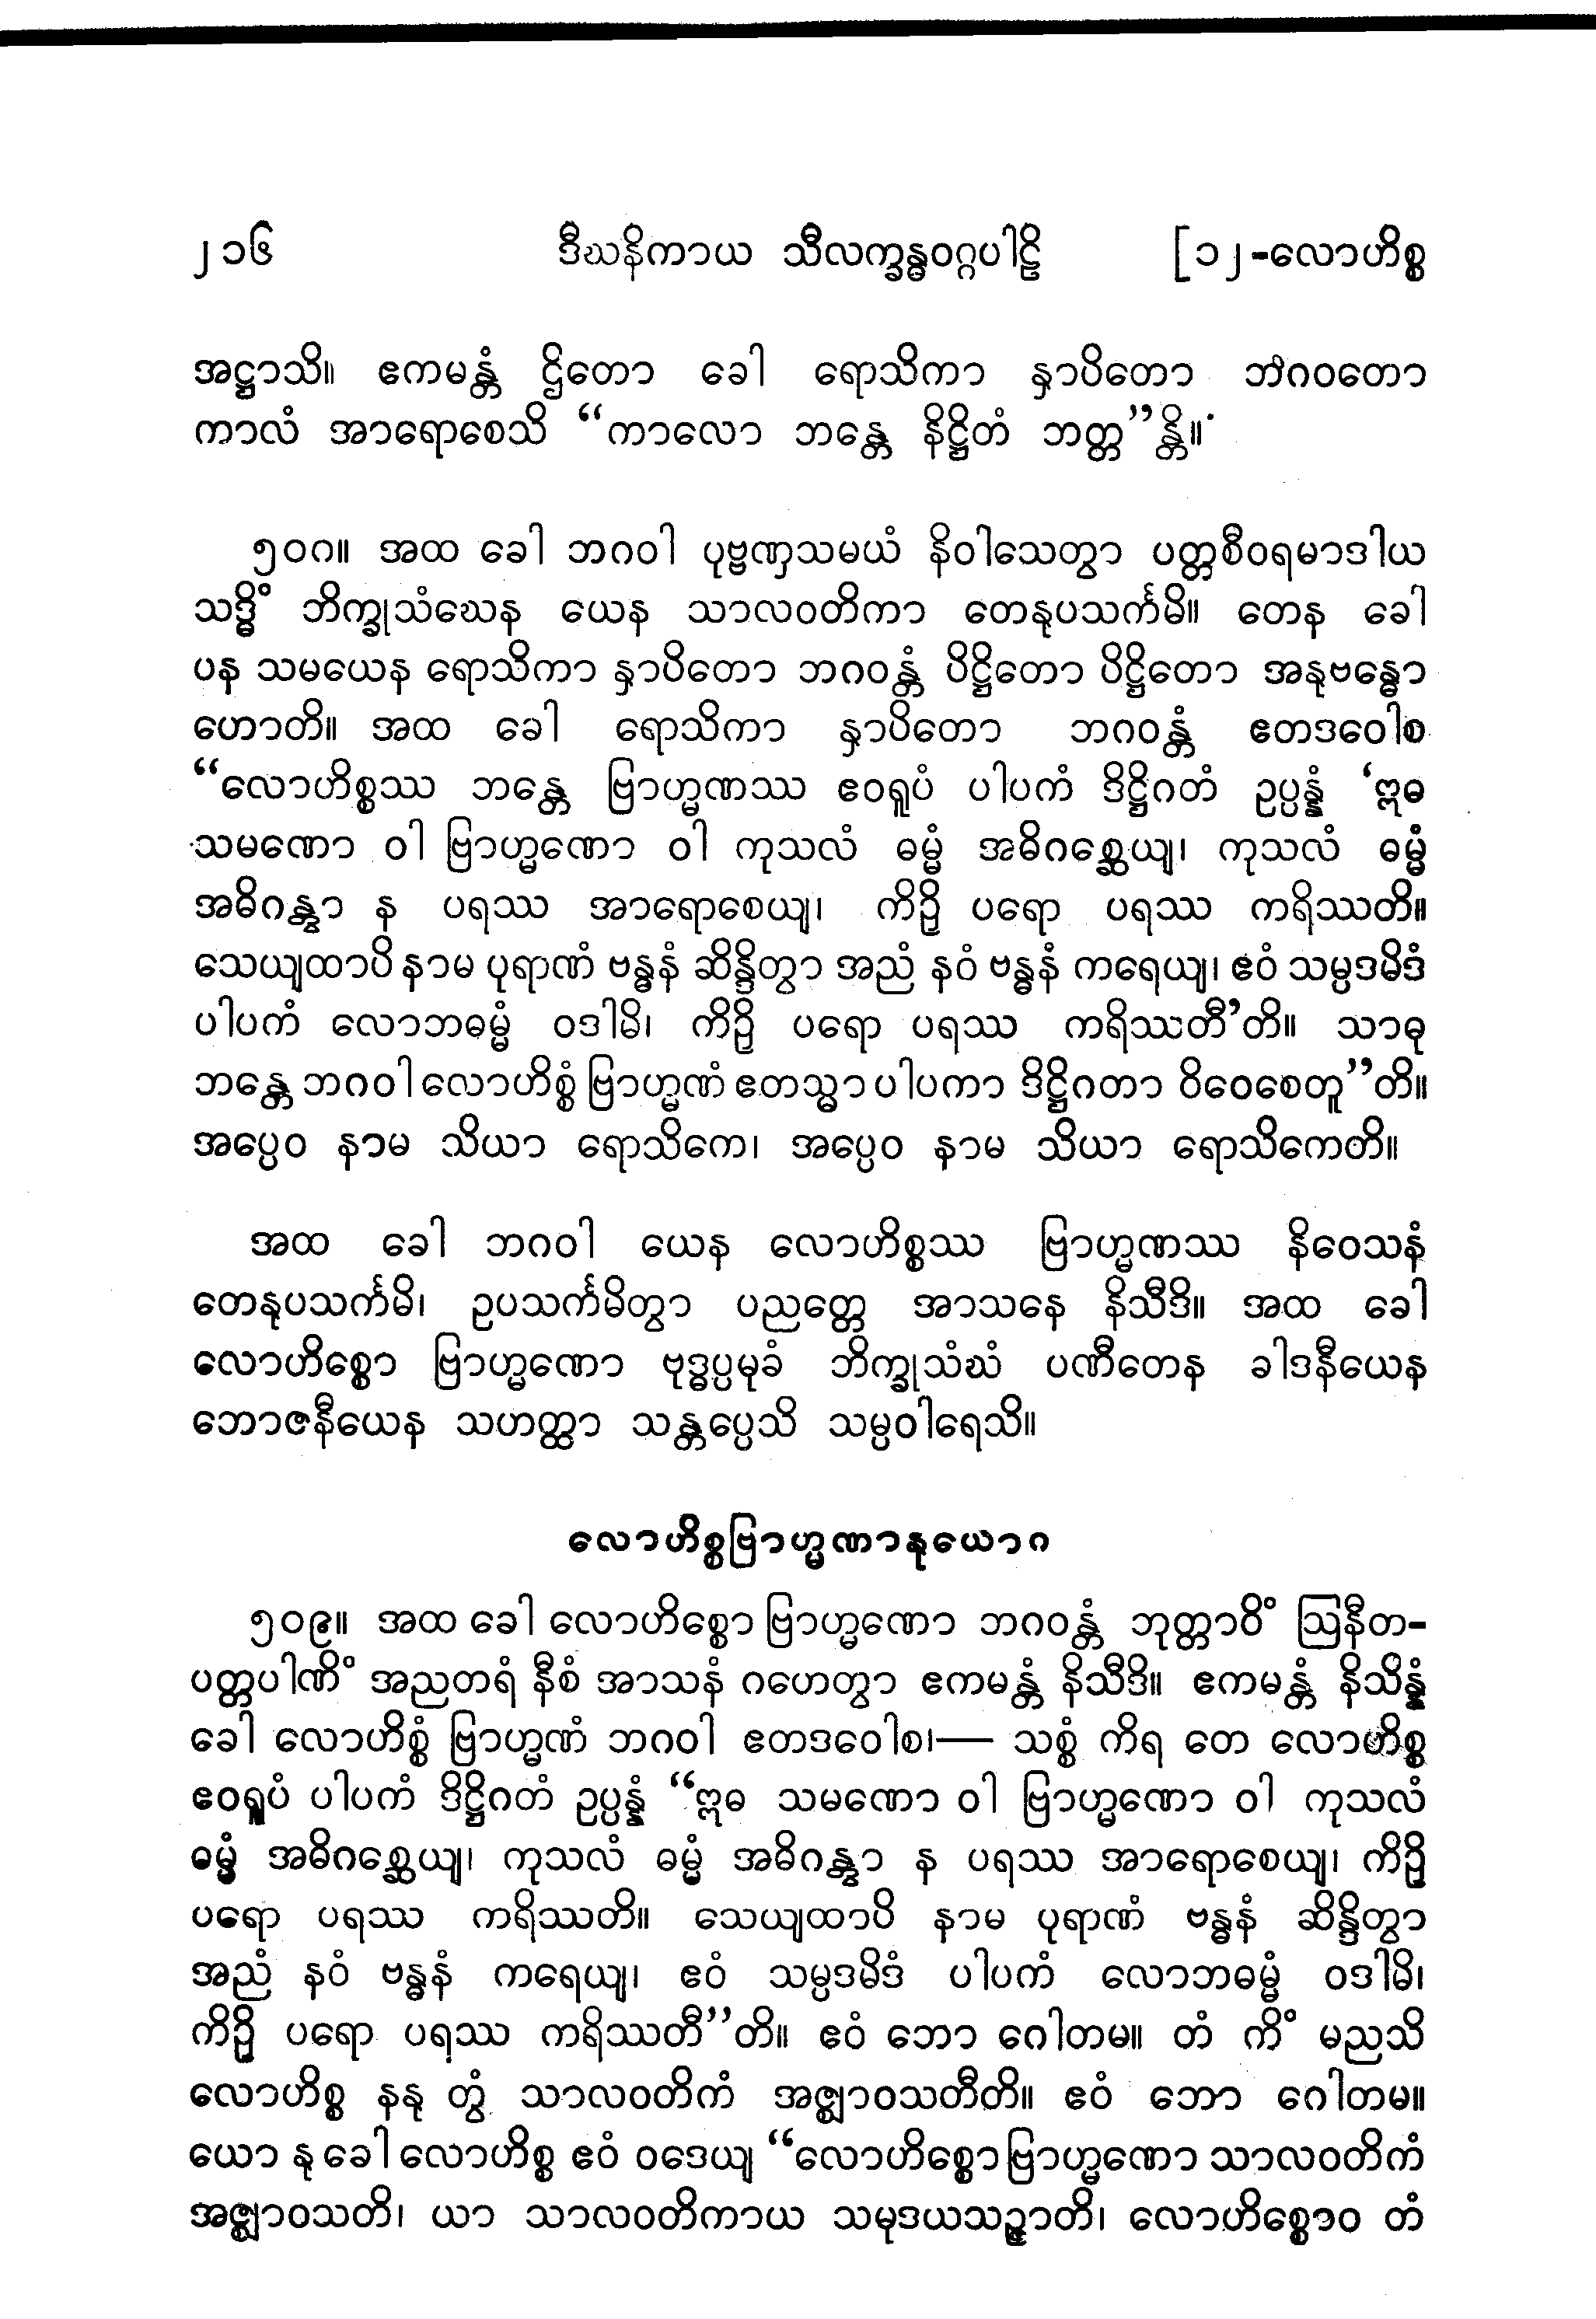 ၂၁၆ ဒီဃနိကာယ သီလက္ခန္ဓဝဂ္ဂပါဠိ [၁၂-လောဟိစ္စ
အဋ္ဌာသိ။ ဧကမန္တံ ဌိတော ခေါ ရောသိကာ နှာပိတော ဘဂဝတော
ကာလံ အာရောစေသိ “ကာလော ဘန္တေ နိဋ္ဌိတံ ဘတ္တ”န္တိ။
၅၀ဂ။ အထ ခေါ ဘဂဝါ ပုဗ္ဗဏှသမယံ နိဝါသေတွာ ပတ္တစီဝရမာဒါယ
သဒ္ဓိံ ဘိက္ခုသံဃေန ယေန သာလဝတိကာ တေနုပသင်္ကမိ။ တေန ခေါ
ပန သမယေန ရောသိကာ နှာပိတော ဘဂဝန္တံ ပိဋ္ဌိတော ပိဋ္ဌိတော အနုဗန္ဓော
ဟောတိ။ အထ ခေါ ရောသိကာ နှာပိတော ဘဂဝန္တံ ဧတဒဝေါစ
“လောဟိစ္စဿ ဘန္တေ ဗြာဟ္မဏဿ ဧဝရူပံ ပါပကံ ဒိဋ္ဌိဂတံ ဥပ္ပန္နံ ‘ဣဓ
သမဏော ဝါ ဗြာဟ္မဏော ဝါ ကုသလံ ဓမ္မံ အဓိဂစ္ဆေယျ၊ ကုသလံ ဓမ္မံ
အဓိဂန္တွာ န ပရဿ အာရောစေယျ၊ ကိဉှိ ပရော ပရဿ ကရိဿတိ။
သေယျထာပိ နာမ ပုရာဏံ ဗန္ဓနံ ဆိန္ဒိတွာ အညံ နဝံ ဗန္ဓနံ ကရေယျ၊ ဧဝံ သမ္ပဒမိဒံ
ပါပကံ လောဘဓမ္မံ ဝဒါမိ၊ ကိဉှိ ပရော ပရဿ ကရိဿတီ’တိ။ သာဓု
ဘန္တေ ဘဂဝါ လောဟိစ္စံ ဗြာဟ္မဏံ ဧတသ္မာ ပါပကာ ဒိဋ္ဌိဂတာ ဝိဝေစေတူ”တိ။
အပ္ပေဝ နာမ သိယာ ရောသိကေ၊ အပ္ပေဝ နာမ သိယာ ရောသိကေတိ။
အထ ခေါ ဘဂဝါ ယေန လောဟိစ္စဿ ဗြာဟ္မဏဿ နိဝေသနံ
တေနုပသင်္ကမိ၊ ဥပသင်္ကမိတွာ ပညတ္တေ အာသနေ နိသီဒိ။ အထ ခေါ
လောဟိစ္စော ဗြာဟ္မဏော ဗုဒ္ဓပ္ပမုခံ ဘိက္ခုသံဃံ ပဏီတေန ခါဒနီယေန
ဘောဇနီယေန သဟတ္ထာ သန္တပ္ပေသိ သမ္ပဝါရေသိ။
လောဟိစ္စဗြာဟ္မဏာနုယောဂ
၅၀၉။ အထ ခေါ လောဟိစ္စော ဗြာဟ္မဏော ဘဂဝန္တံ ဘုတ္တာဝိံ ဩနီတ-
ပတ္တပါဏိံ အညတရံ နီစံ အာသနံ ဂဟေတွာ ဧကမန္တံ နိသီဒိ။ ဧကမန္တံ နိသိန္နံ
ခေါ လောဟိစ္စံ ဗြာဟ္မဏံ ဘဂဝါ ဧတဒဝေါစ၊— သစ္စံ ကိရ တေ လောဟိစ္စ
ဧဝရူပံ ပါပကံ ဒိဋ္ဌိဂတံ ဥပ္ပန္နံ “ဣဓ သမဏော ဝါ ဗြာဟ္မဏော ဝါ ကုသလံ
ဓမ္မံ အဓိဂစ္ဆေယျ၊ ကုသလံ ဓမ္မံ အဓိဂန္တွာ န ပရဿ အာရောစေယျ၊ ကိဉှိ
ပရော ပရဿ ကရိဿတိ။ သေယျထာပိ နာမ ပုရာဏံ ဗန္ဓနံ ဆိန္ဒိတွာ
အညံ နဝံ ဗန္ဓနံ ကရေယျ၊ ဧဝံ သမ္ပဒမိဒံ ပါပကံ လောဘဓမ္မံ ဝဒါမိ၊
ကိဉှိ ပရော ပရဿ ကရိဿတီ”တိ။ ဧဝံ ဘော ဂေါတမ။ တံ ကိံ မညသိ
လောဟိစ္စ နနု တွံ သာလဝတိကံ အဇ္ဈာဝသတီတိ။ ဧဝံ ဘော ဂေါတမ။
ယော နု ခေါ လောဟိစ္စ ဧဝံ ဝဒေယျ “လောဟိစ္စော ဗြာဟ္မဏော သာလဝတိကံ
အဇ္ဈာဝသတိ၊ ယာ သာလဝတိကာယ သမုဒယသဉ္ဇာတိ၊ လောဟိစ္စောဝ တံ